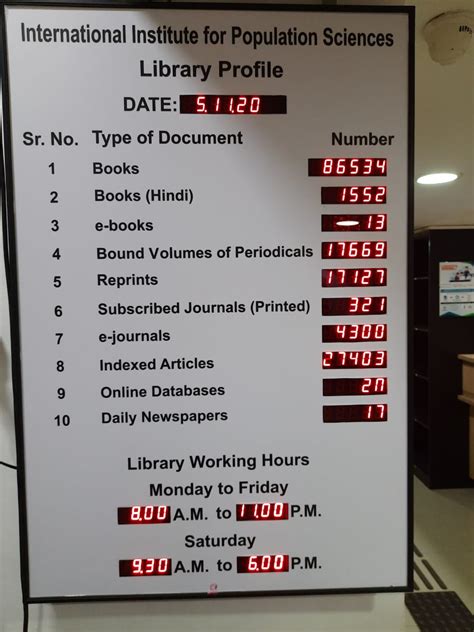 International Institute for Population Sciences
Library Profile
DATE: 5.11.20
Sr. No. Type of Document Number
1 Books 86534
2 Books (Hindi) 1552
3 e-books 13
4 Bound Volumes of Periodicals 17669
5 Reprints 17127
6 Subscribed Journals (Printed) 321
7 e-journals 4300
8 Indexed Articles 27403
9 Online Databases 20
10 Daily Newspapers 17
Library Working Hours
Monday to Friday
8.00 A.M. to 11.00 P.M.
Saturday
9.30 A.M. to 6.00 P.M.